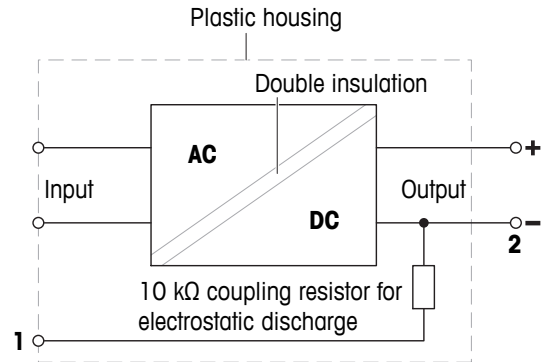 Plastic housing
Double insulation
AC
+
Input
Output
DC
−
2
10 kΩ coupling resistor for
electrostatic discharge
1